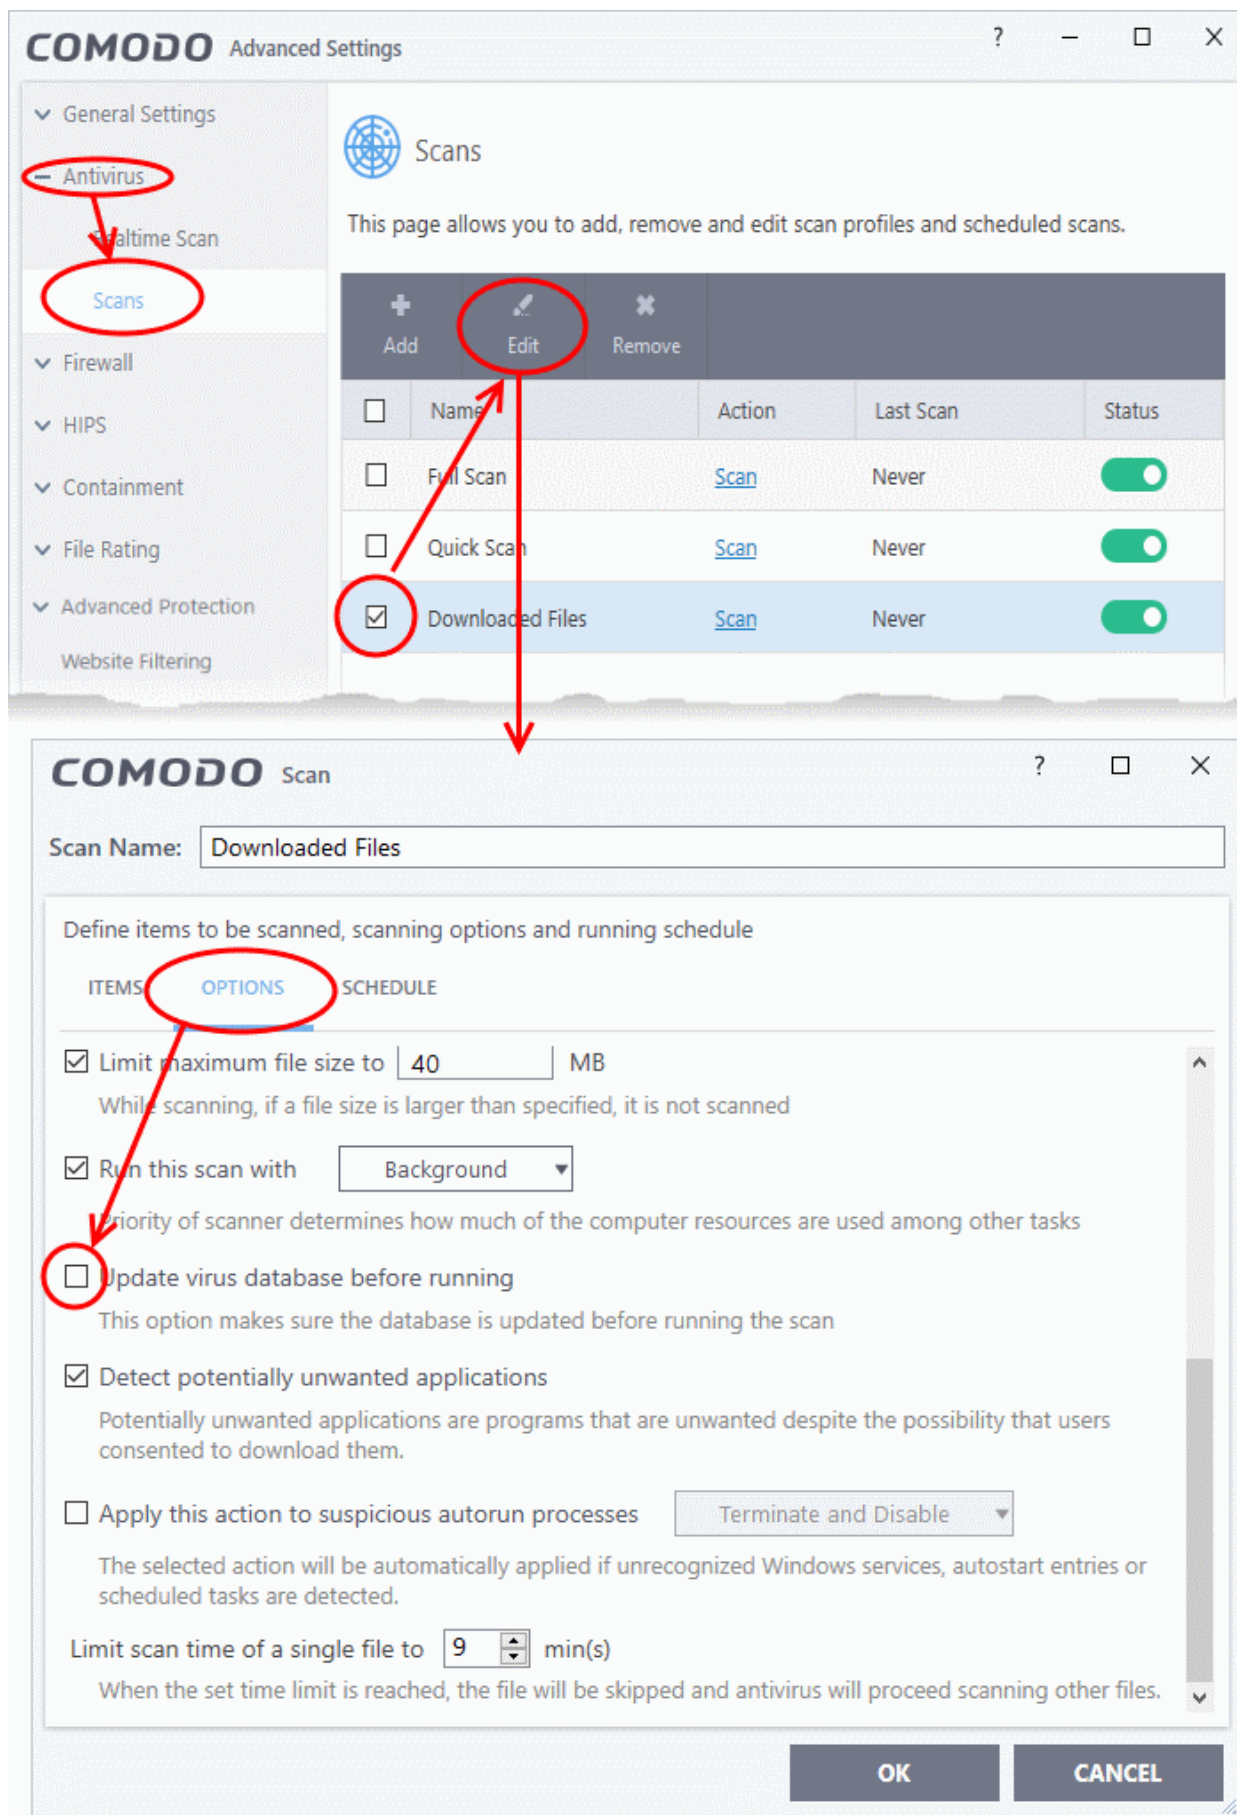 COMODO Advanced Settings ?
General Settings
Antivirus
Realtime Scan
Scans
Firewall
HIPS
Containment
File Rating
Advanced Protection
Website Filtering
Scans
This page allows you to add, remove and edit scan profiles and scheduled scans.
Add Edit Remove
Name Action Last Scan Status
Full Scan Scan Never
Quick Scan Scan Never
Downloaded Files Scan Never
COMODO Scan ?
Scan Name: Downloaded Files
Define items to be scanned, scanning options and running schedule
ITEMS OPTIONS SCHEDULE
Limit maximum file size to 40 MB
While scanning, if a file size is larger than specified, it is not scanned
Run this scan with Background
Priority of scanner determines how much of the computer resources are used among other tasks
Update virus database before running
This option makes sure the database is updated before running the scan
Detect potentially unwanted applications
Potentially unwanted applications are programs that are unwanted despite the possibility that users
consented to download them.
Apply this action to suspicious autorun processes Terminate and Disable
The selected action will be automatically applied if unrecognized Windows services, autostart entries or
scheduled tasks are detected.
Limit scan time of a single file to 9 min(s)
When the set time limit is reached, the file will be skipped and antivirus will proceed scanning other files.
OK CANCEL